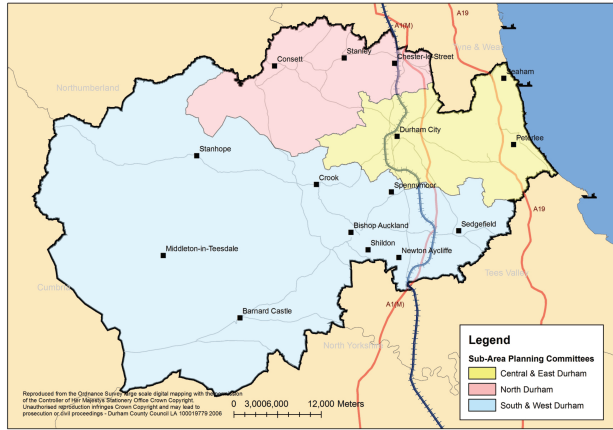 A19
A1(M)
Stanley
Chester-le-Street
Tyne & Wear
Consett
Seaham
Northumberland
Durham City
Peterlee
Stanhope
Crook
Spennymoor
A19
Bishop Auckland
Sedgefield
Shildon
Newton Aycliffe
Middleton-in-Teesdale
Tees Valley
Cumbria
A1(M)
Barnard Castle
North Yorkshire
Legend
Sub-Area Planning Committees
Central & East Durham
North Durham
South & West Durham
Reproduced from the Ordnance Survey large scale digital mapping with the permission
of the Controller of Her Majesty's Stationery Office Crown Copyright.
Unauthorised reproduction infringes Crown Copyright and may lead to
prosecution or civil proceedings - Durham County Council LA 100019779 2006
0 3,0006,000 12,000 Meters